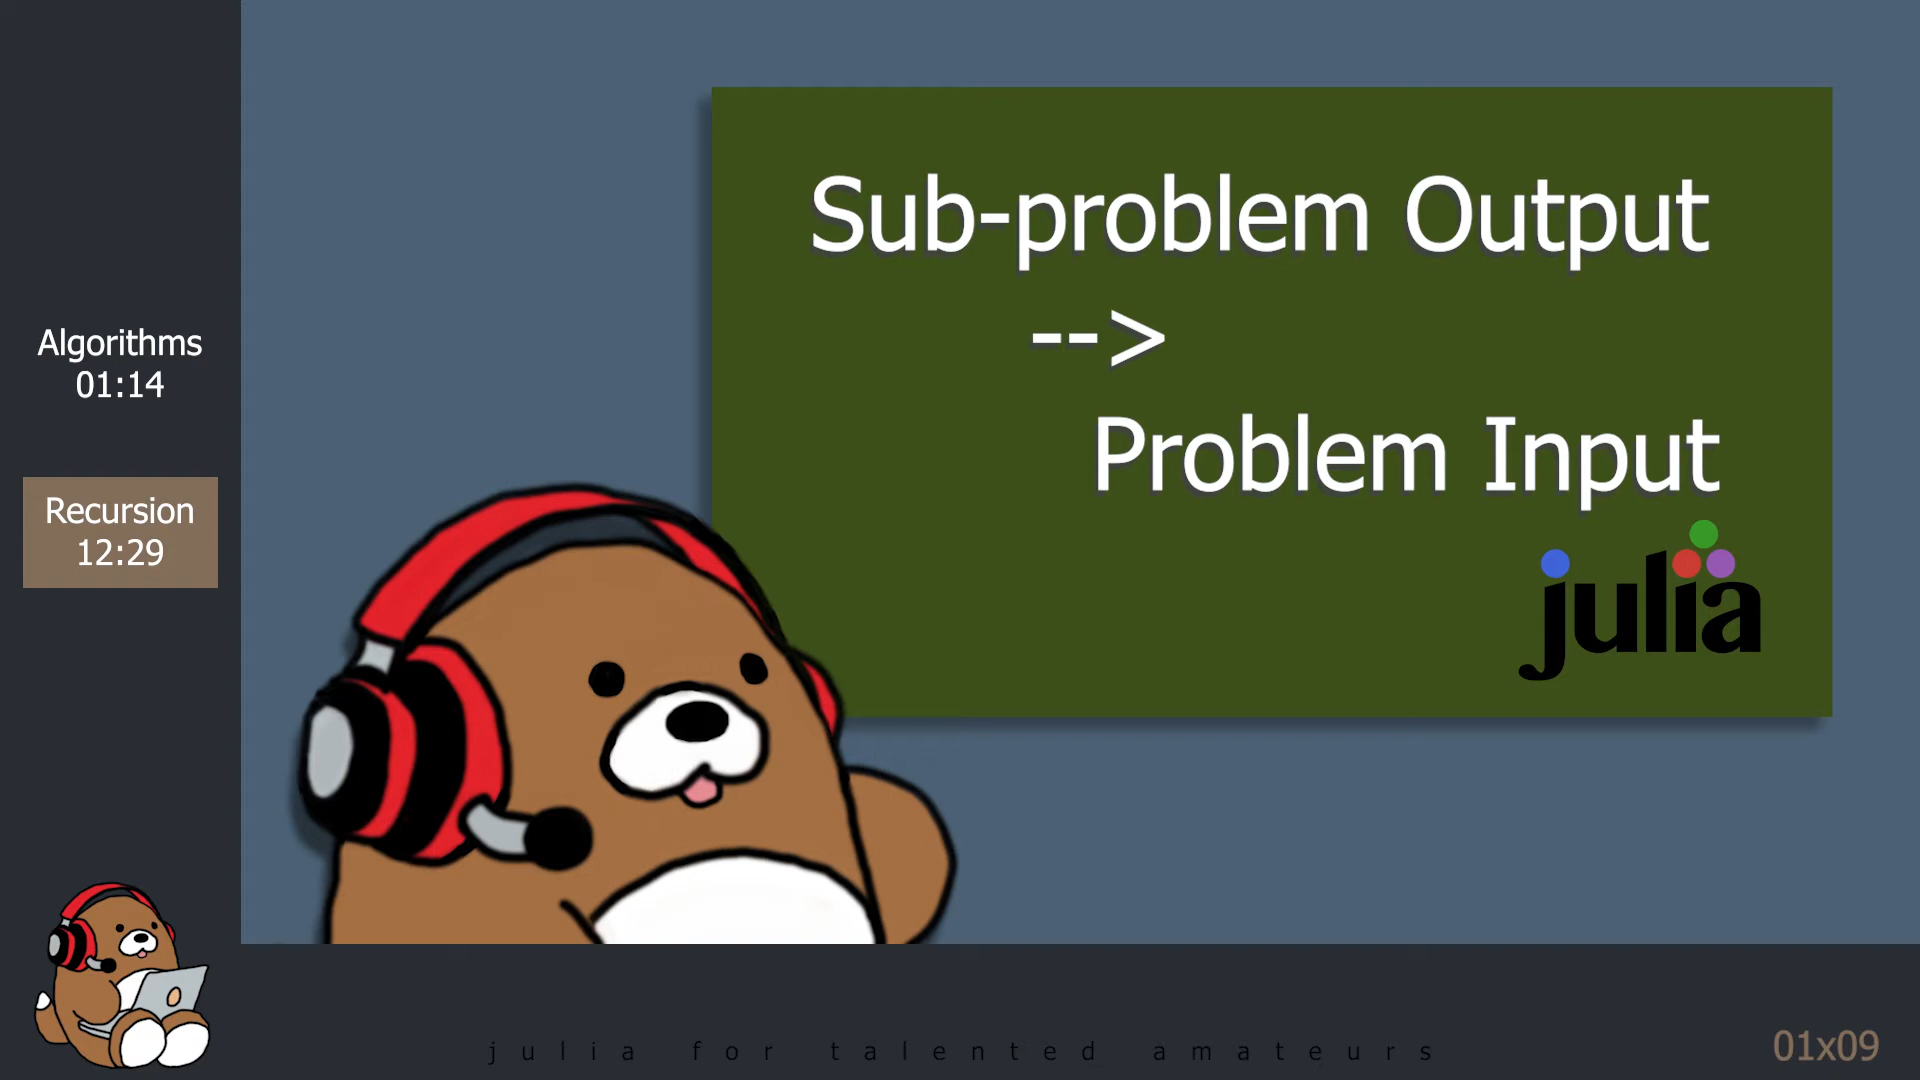 Algorithms
01:14
Recursion
12:29
Sub-problem Output
-->
Problem Input
julia
julia for talented amateurs
01x09